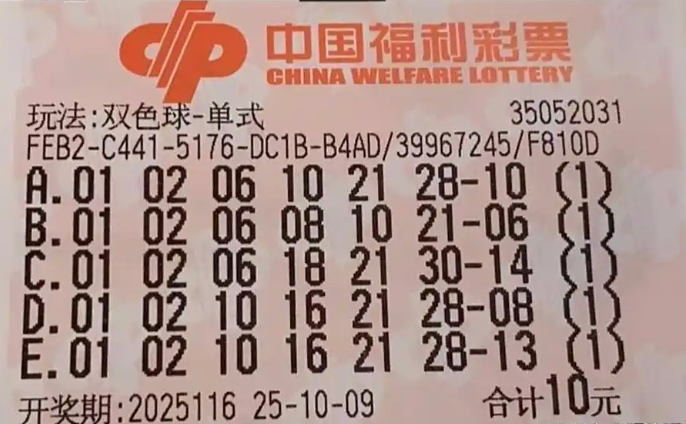 中国福利彩票
CHINA WELFARE LOTTERY
玩法:双色球-单式 35052031
FEB2-C441-5176-DC1B-B4AD/39967245/F810D
A.01 02 06 10 21 28-10 (1)
B.01 02 06 08 10 21-06 (1)
C.01 02 06 18 21 30-14 (1)
D.01 02 10 16 21 28-08 (1)
E.01 02 10 16 21 28-13 (1)
开奖期:2025116 25-10-09 合计10元